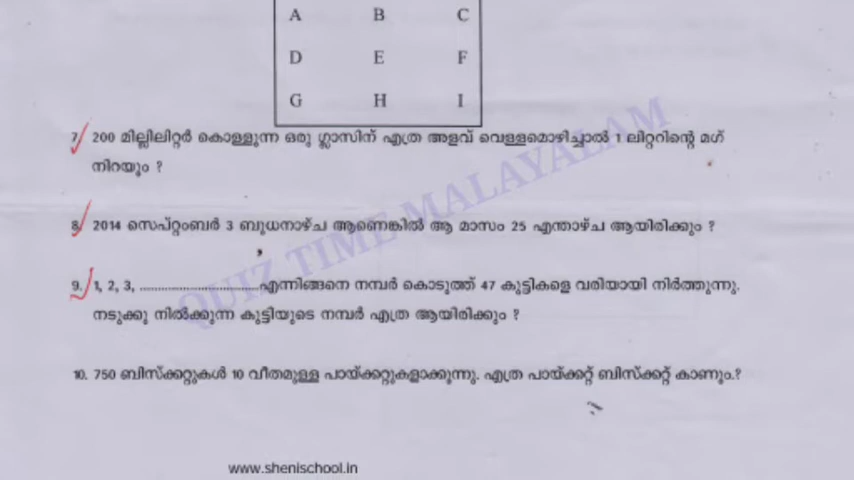 A B C
D E F
G H I
7. 200 മില്ലിലിറ്റർ കൊള്ളുന്ന ഒരു ഗ്ലാസിന് എത്ര അളവ് വെള്ളമൊഴിച്ചാൽ 1 ലിറ്ററിന്റെ മഗ്
നിറയും ?
8. 2014 സെപ്റ്റംബർ 3 ബുധനാഴ്ച ആണെങ്കിൽ ആ മാസം 25 എന്താഴ്ച ആയിരിക്കും ?
9. 1, 2, 3, ................................എന്നിങ്ങനെ നമ്പർ കൊടുത്ത് 47 കുട്ടികളെ വരിയായി നിർത്തുന്നു.
നടുക്കു നിൽക്കുന്ന കുട്ടിയുടെ നമ്പർ എത്ര ആയിരിക്കും ?
10. 750 ബിസ്ക്കറ്റുകൾ 10 വീതമുള്ള പായ്ക്കറ്റുകളാക്കുന്നു. എത്ര പായ്ക്കറ്റ് ബിസ്ക്കറ്റ് കാണും.?
QUIZ TIME MALAYALAM
www.shenischool.in